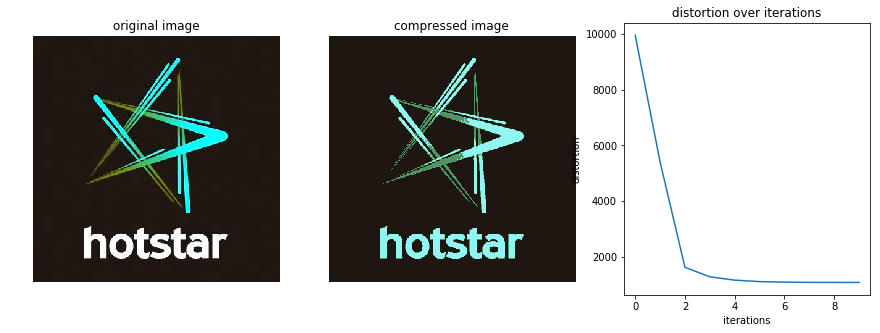 original image
hotstar
compressed image
hotstar
distortion over iterations
distortion
10000
8000
6000
4000
2000
0 2 4 6 8
iterations